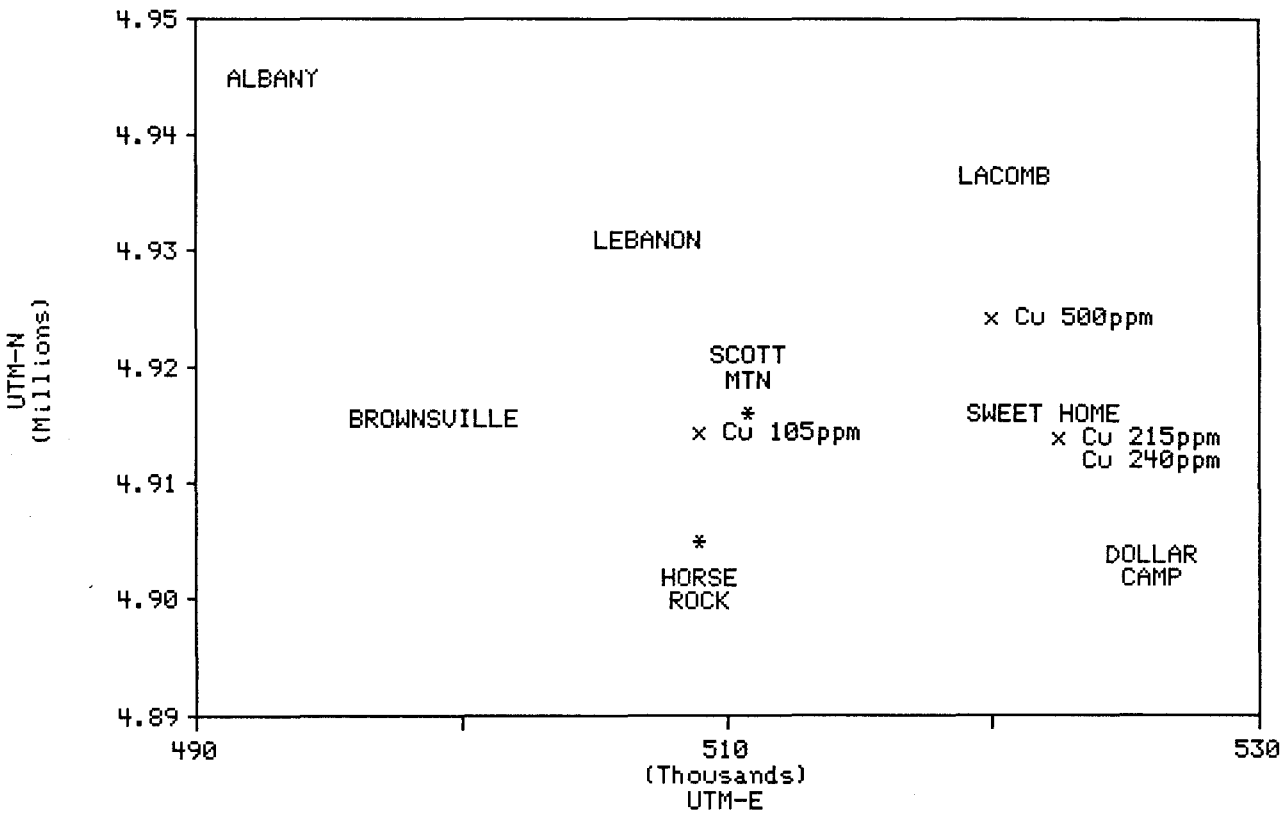 4.95
ALBANY
4.94
LACOMB
LEBANON
4.93
× Cu 500ppm
SCOTT
MTN
4.92
*
BROWNSVILLE
SWEET HOME
× Cu 105ppm
× Cu 215ppm
Cu 240ppm
4.91
*
DOLLAR
CAMP
HORSE
ROCK
4.90
4.89
UTM-N
(Millions)
490 510 530
(Thousands)
UTM-E